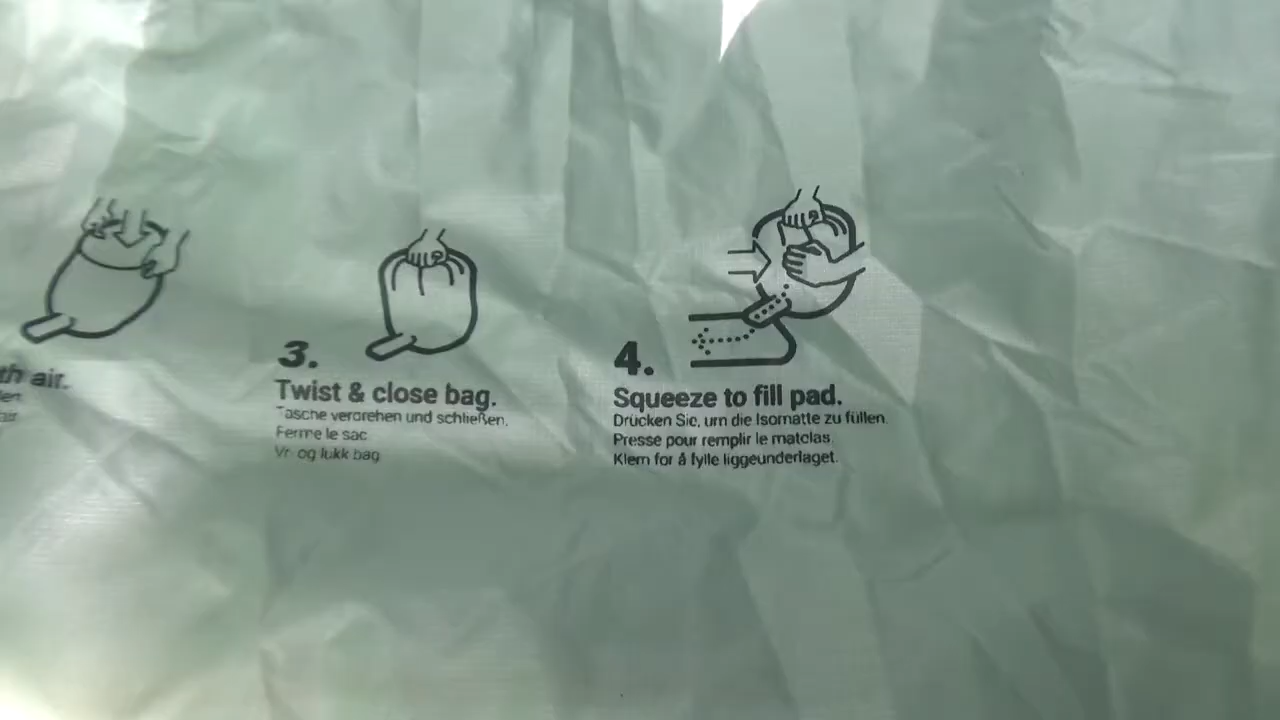 th air.
3.
Twist & close bag.
Tasche verdrehen und schließen.
Ferme le sac
Vr og lukk bag
4.
Squeeze to fill pad.
Drücken Sie, um die Isomatte zu füllen.
Presse pour remplir le matelas.
Klem for å fylle liggeunderlaget.